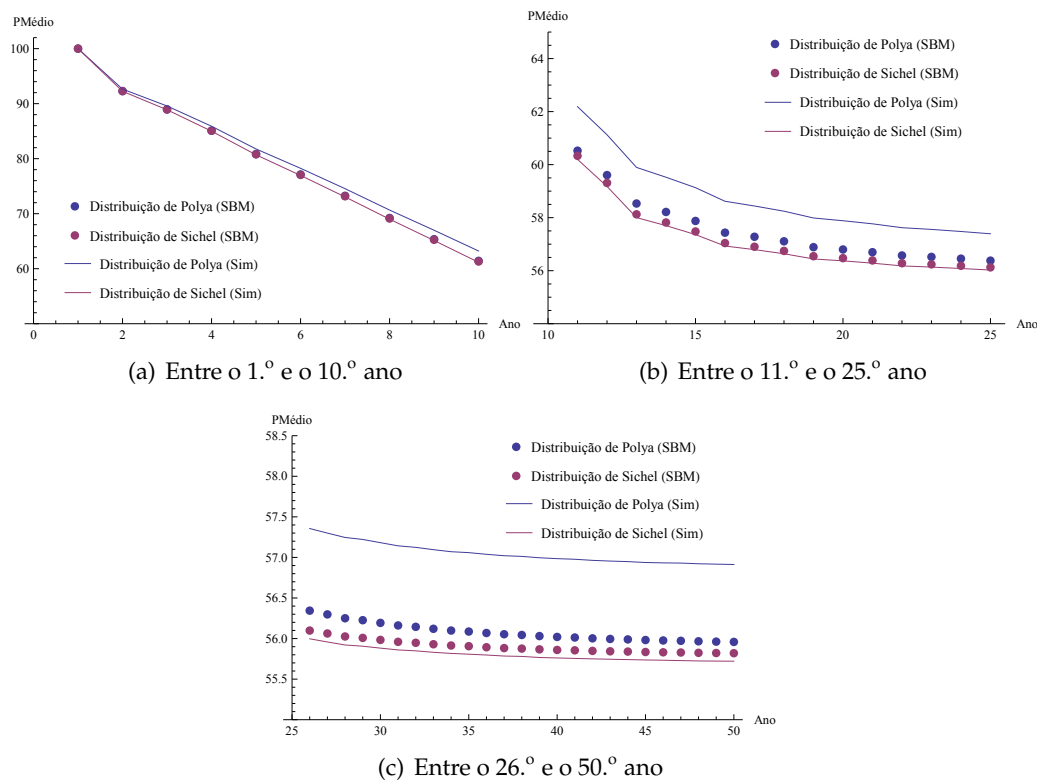 PMédio
100
90
80
70
60
Distribuição de Polya (SBM)
Distribuição de Sichel (SBM)
Distribuição de Polya (Sim)
Distribuição de Sichel (Sim)
0 2 4 6 8 10
Ano
(a) Entre o 1.º e o 10.º ano
PMédio
64
62
60
58
56
Distribuição de Polya (SBM)
Distribuição de Sichel (SBM)
Distribuição de Polya (Sim)
Distribuição de Sichel (Sim)
10 15 20 25
Ano
(b) Entre o 11.º e o 25.º ano
PMédio
58.5
58.0
57.5
57.0
56.5
56.0
55.5
Distribuição de Polya (SBM)
Distribuição de Sichel (SBM)
Distribuição de Polya (Sim)
Distribuição de Sichel (Sim)
25 30 35 40 45 50
Ano
(c) Entre o 26.º e o 50.º ano